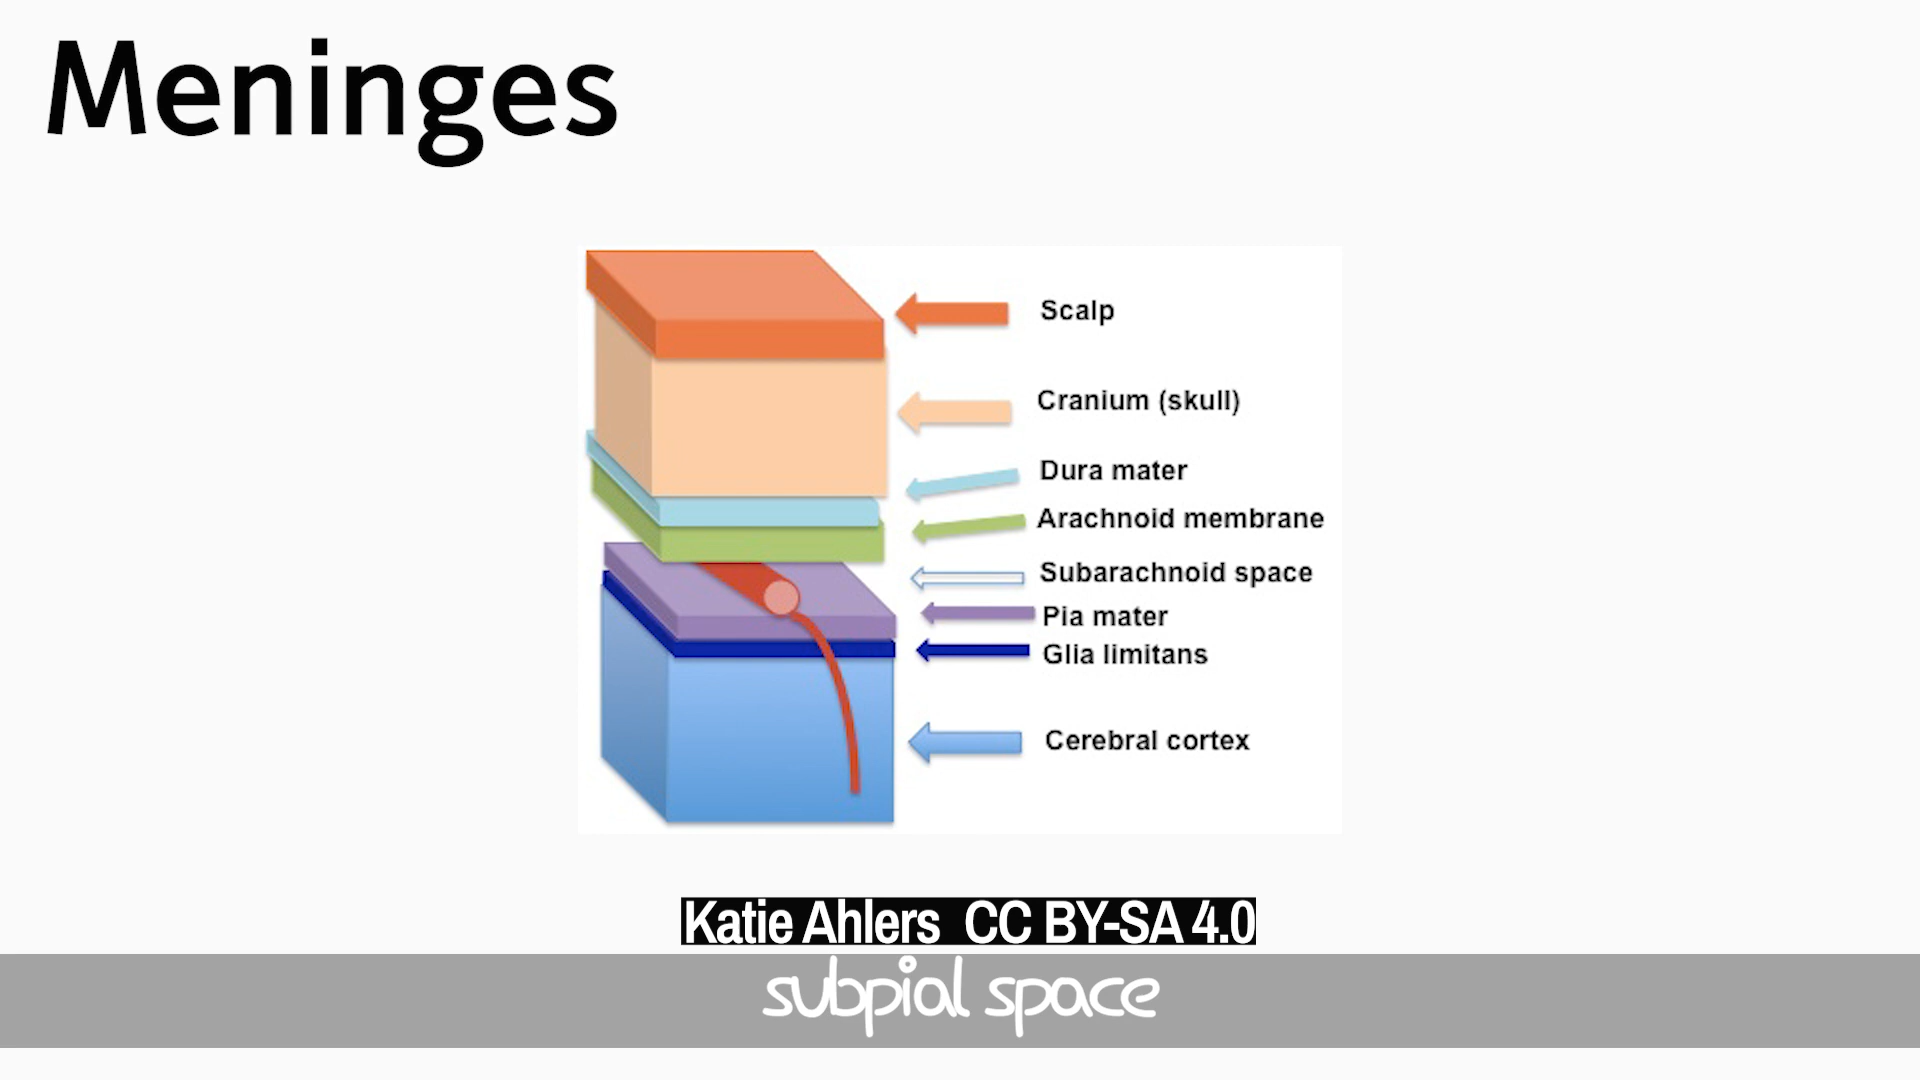 Meninges
Scalp
Cranium (skull)
Dura mater
Arachnoid membrane
Subarachnoid space
Pia mater
Glia limitans
Cerebral cortex
Katie Ahlers CC BY-SA 4.0
subpial space